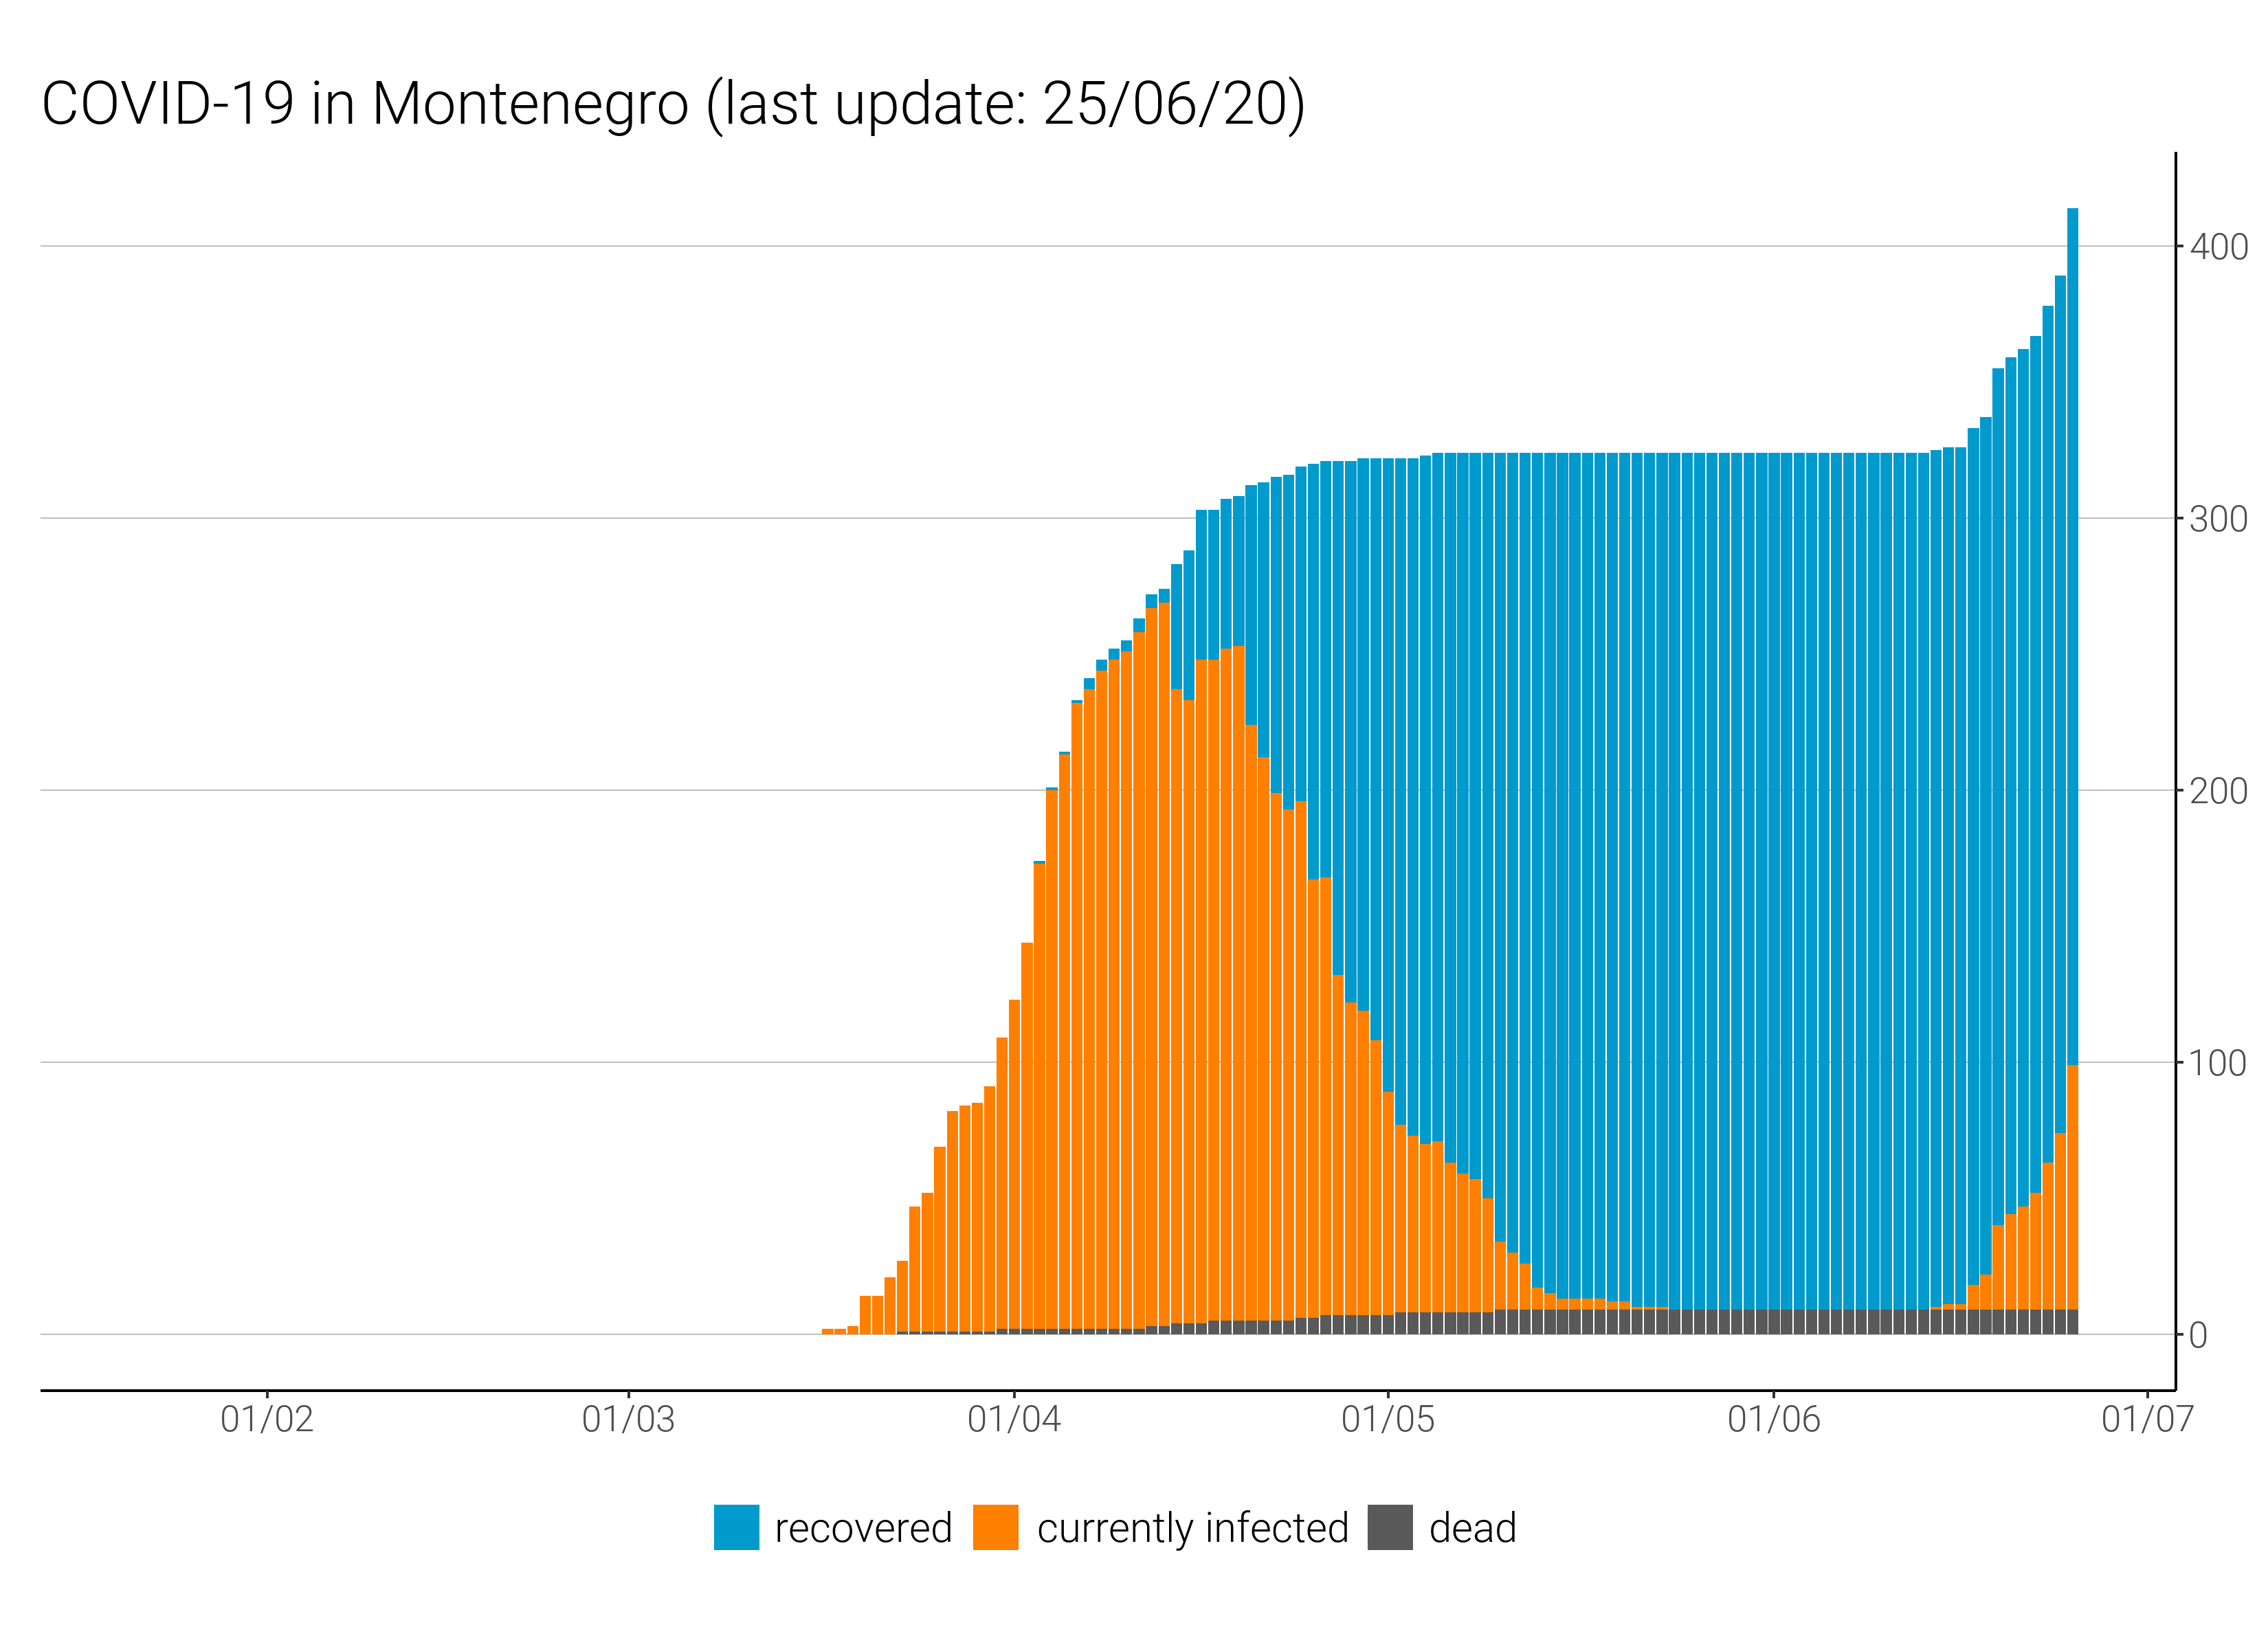 COVID-19 in Montenegro (last update: 25/06/20)
400
300
200
100
0
01/02 01/03 01/04 01/05 01/06 01/07
recovered currently infected dead